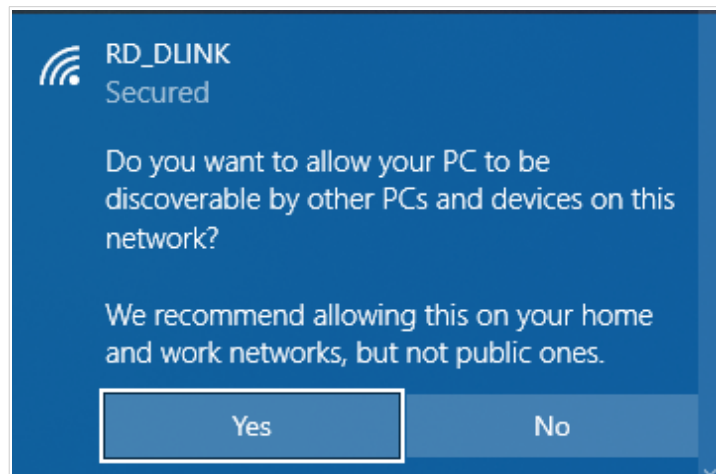 RD_DLINK
Secured
Do you want to allow your PC to be
discoverable by other PCs and devices on this
network?
We recommend allowing this on your home
and work networks, but not public ones.
Yes
No